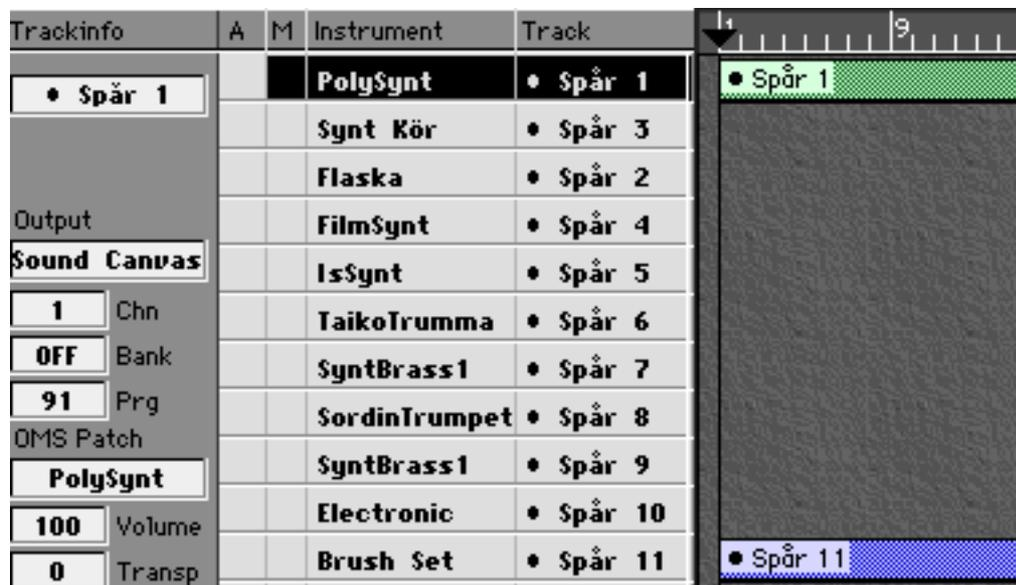 Trackinfo A M Instrument Track 1 9
• Spår 1 PolySynt • Spår 1 • Spår 1
Synt Kör • Spår 3
Flaska • Spår 2
Output FilmSynt • Spår 4
Sound Canvas IsSynt • Spår 5
1 Chn TaikoTrumma • Spår 6
OFF Bank SyntBrass1 • Spår 7
91 Prg SordinTrumpet • Spår 8
OMS Patch
PolySynt SyntBrass1 • Spår 9
100 Volume Electronic • Spår 10
0 Transp Brush Set • Spår 11 • Spår 11